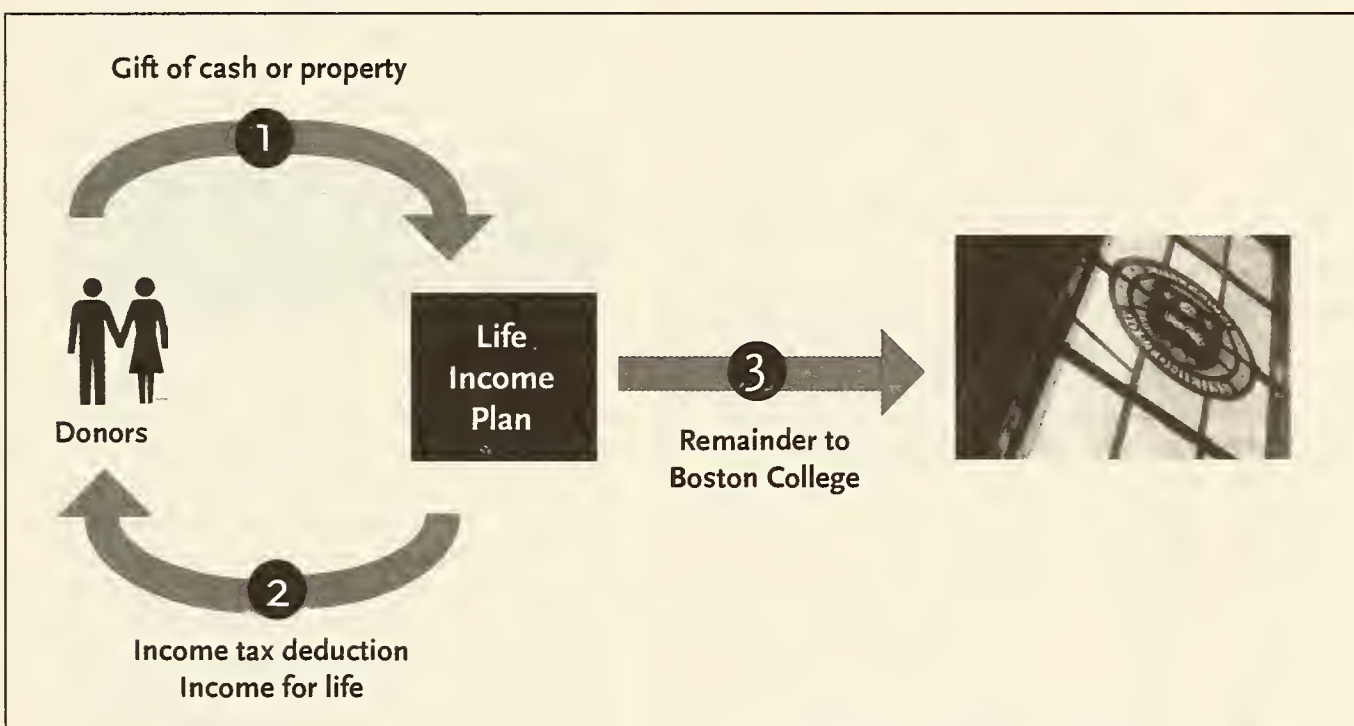 Gift of cash or property
1
Donors
Life
Income
Plan
3
Remainder to
Boston College
2
Income tax deduction
Income for life